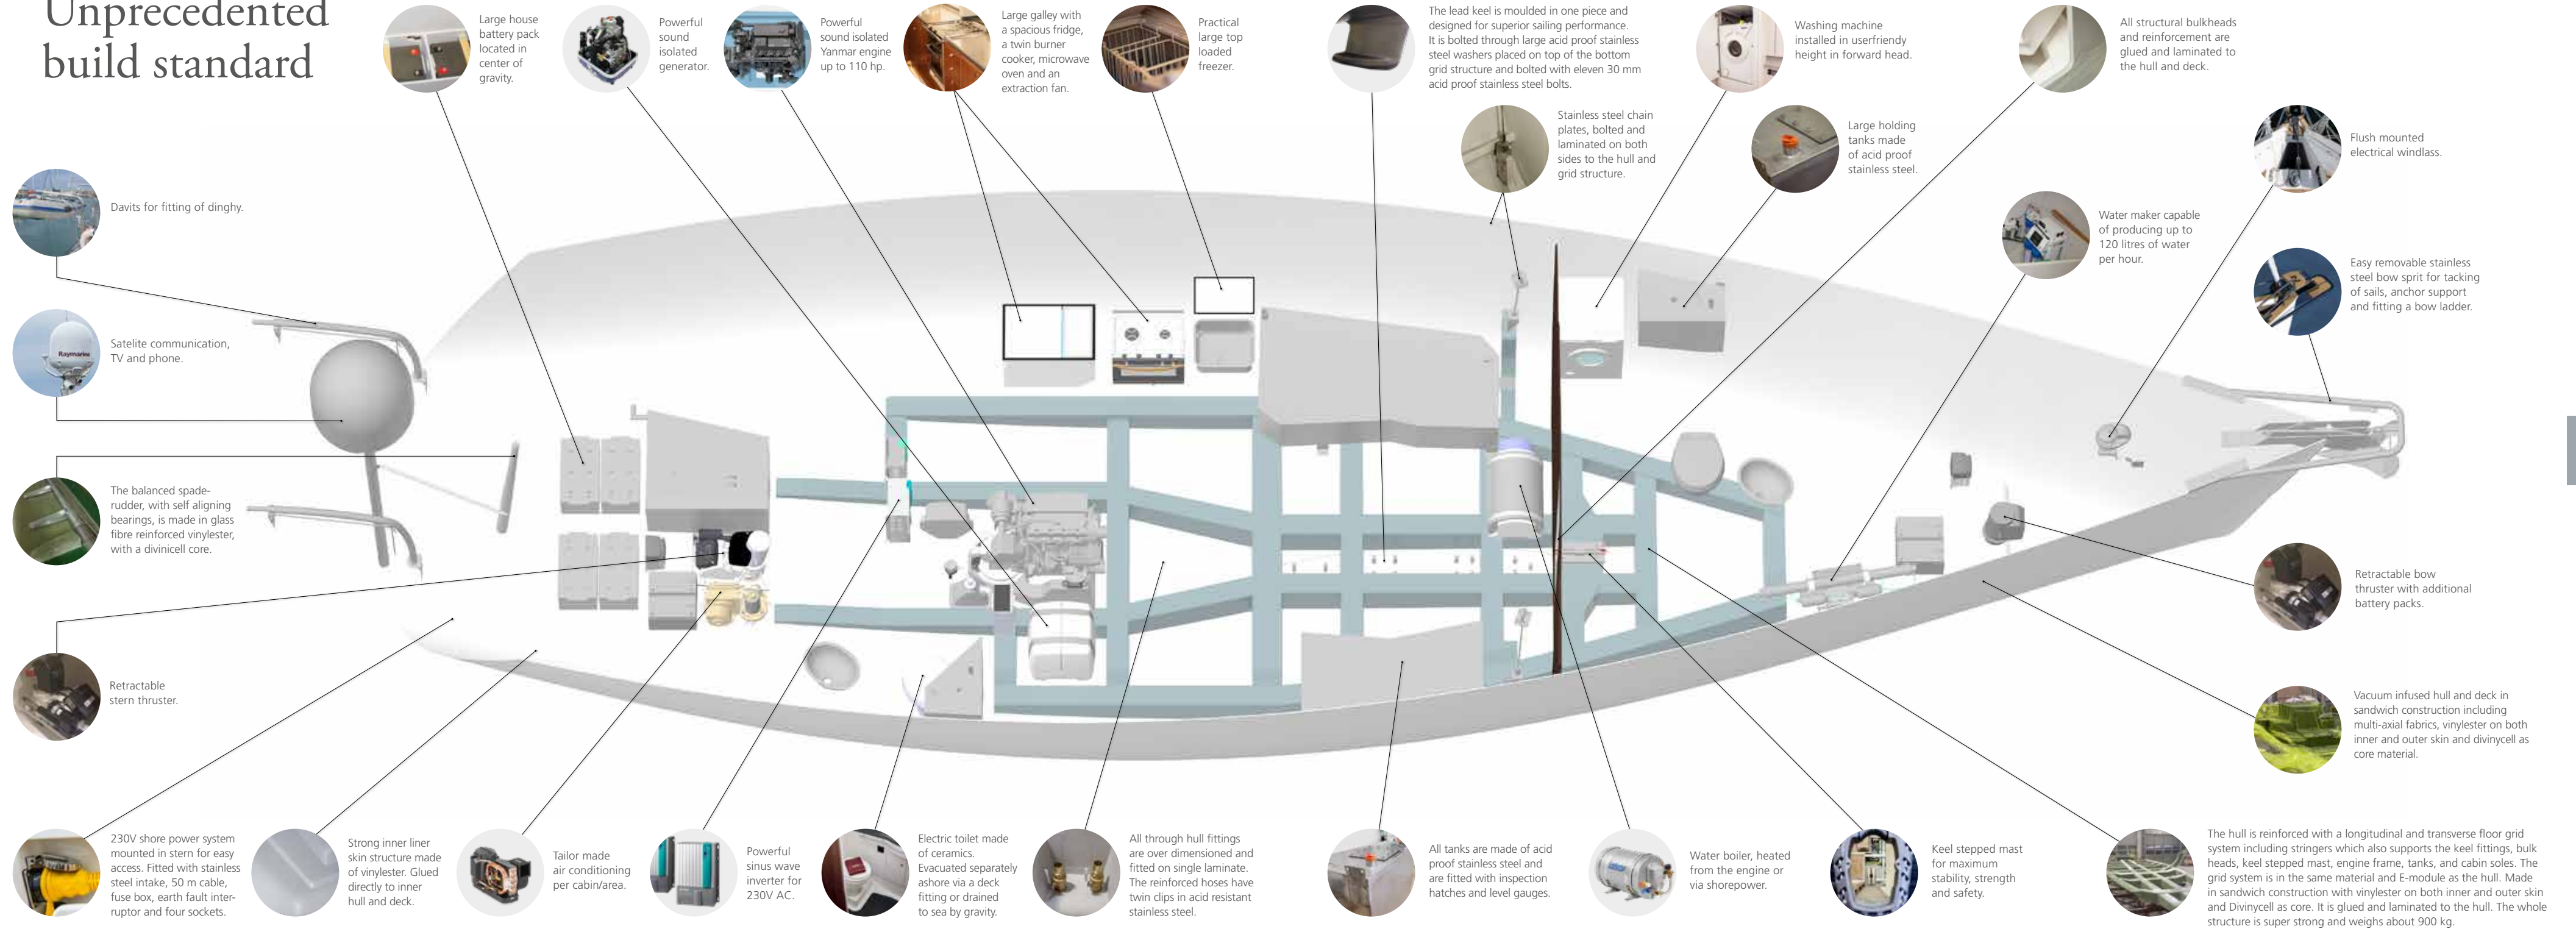 Unprecedented
build standard
Large house
battery pack
located in
center of
gravity.
Powerful
sound
isolated
generator.
Powerful
sound isolated
Yanmar engine
up to 110 hp.
Large galley with
a spacious fridge,
a twin burner
cooker, microwave
oven and an
extraction fan.
Practical
large top
loaded
freezer.
The lead keel is moulded in one piece and
designed for superior sailing performance.
It is bolted through large acid proof stainless
steel washers placed on top of the bottom
grid structure and bolted with eleven 30 mm
acid proof stainless steel bolts.
Washing machine
installed in userfriendy
height in forward head.
All structural bulkheads
and reinforcement are
glued and laminated to
the hull and deck.
Stainless steel chain
plates, bolted and
laminated on both
sides to the hull and
grid structure.
Large holding
tanks made
of acid proof
stainless steel.
Flush mounted
electrical windlass.
Davits for fitting of dinghy.
Water maker capable
of producing up to
120 litres of water
per hour.
Easy removable stainless
steel bow sprit for tacking
of sails, anchor support
and fitting a bow ladder.
Raymarine
Satelite communication,
TV and phone.
The balanced spade-
rudder, with self aligning
bearings, is made in glass
fibre reinforced vinylester,
with a divinicell core.
Retractable bow
thruster with additional
battery packs.
Retractable
stern thruster.
Vacuum infused hull and deck in
sandwich construction including
multi-axial fabrics, vinylester on both
inner and outer skin and divinycell as
core material.
230V shore power system
mounted in stern for easy
access. Fitted with stainless
steel intake, 50 m cable,
fuse box, earth fault inter-
ruptor and four sockets.
Strong inner liner
skin structure made
of vinylester. Glued
directly to inner
hull and deck.
Tailor made
air conditioning
per cabin/area.
Powerful
sinus wave
inverter for
230V AC.
Electric toilet made
of ceramics.
Evacuated separately
ashore via a deck
fitting or drained
to sea by gravity.
All through hull fittings
are over dimensioned and
fitted on single laminate.
The reinforced hoses have
twin clips in acid resistant
stainless steel.
All tanks are made of acid
proof stainless steel and
are fitted with inspection
hatches and level gauges.
Water boiler, heated
from the engine or
via shorepower.
Keel stepped mast
for maximum
stability, strength
and safety.
The hull is reinforced with a longitudinal and transverse floor grid
system including stringers which also supports the keel fittings, bulk
heads, keel stepped mast, engine frame, tanks, and cabin soles. The
grid system is in the same material and E-module as the hull. Made
in sandwich construction with vinylester on both inner and outer skin
and Divinycell as core. It is glued and laminated to the hull. The whole
structure is super strong and weighs about 900 kg.